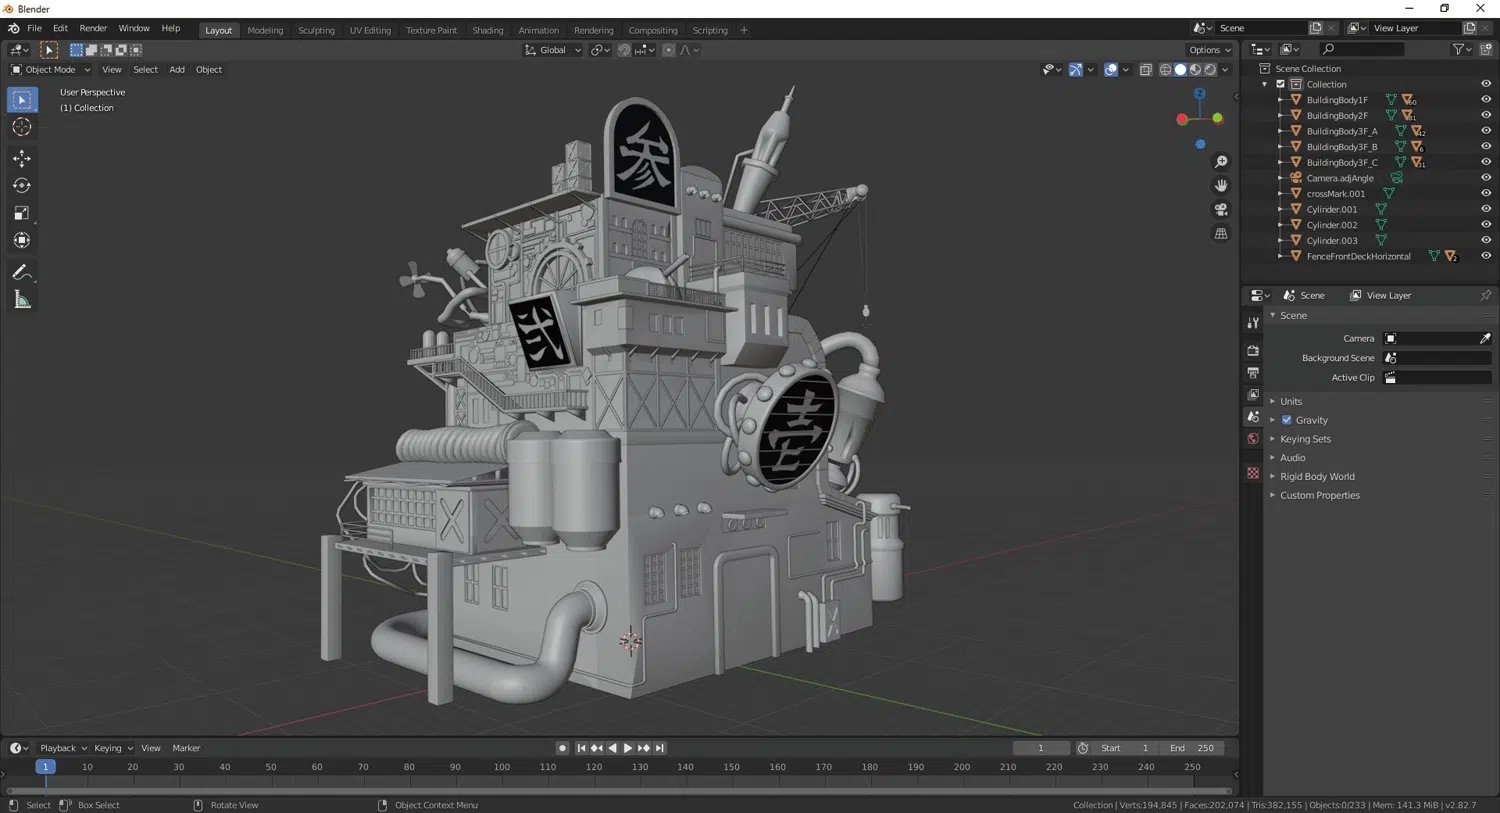 Blender
File Edit Render Window Help
Layout Modeling Sculpting UV Editing Texture Paint Shading Animation Rendering Compositing Scripting +
Scene
View Layer
Global
Options
Object Mode View Select Add Object
User Perspective
(1) Collection
Z
参
弐
壱
Scene Collection
Collection
BuildingBody1F 60
BuildingBody2F 81
BuildingBody3F_A 42
BuildingBody3F_B 6
BuildingBody3F_C 31
Camera.adjAngle
crossMark.001
Cylinder.001
Cylinder.002
Cylinder.003
FenceFrontDeckHorizontal 2
Scene View Layer
Scene
Camera
Background Scene
Active Clip
Units
Gravity
Keying Sets
Audio
Rigid Body World
Custom Properties
Playback Keying View Marker
1 Start 1 End 250
1 10 20 30 40 50 60 70 80 90 100 110 120 130 140 150 160 170 180 190 200 210 220 230 240 250
Select Box Select Rotate View Object Context Menu
Collection | Verts:194,845 | Faces:202,074 | Tris:382,155 | Objects:0/233 | Mem: 141.3 MiB | v2.82.7